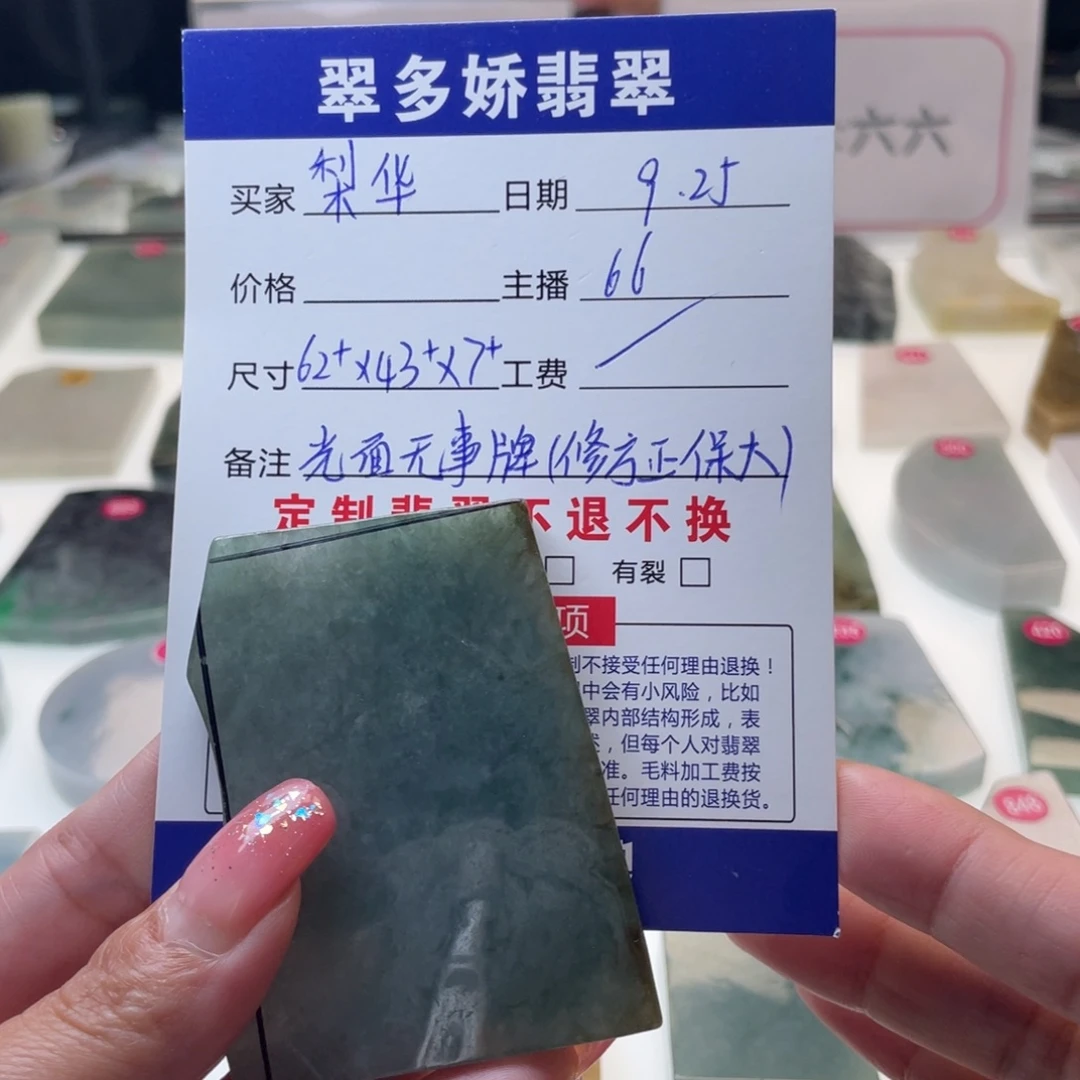 翠多娇翡翠
六六
买家 梨华 日期 9.25
价格 主播 66
尺寸 62⁺×43⁺×7⁺ 工费 /
备注 光面无事牌(修方正保大)
定制翡翠不退不换
有裂
项
制不接受任何理由退换！
中会有小风险，比如
翠内部结构形成，表
，但每个人对翡翠
准。毛料加工费按
任何理由的退换货。
420
848